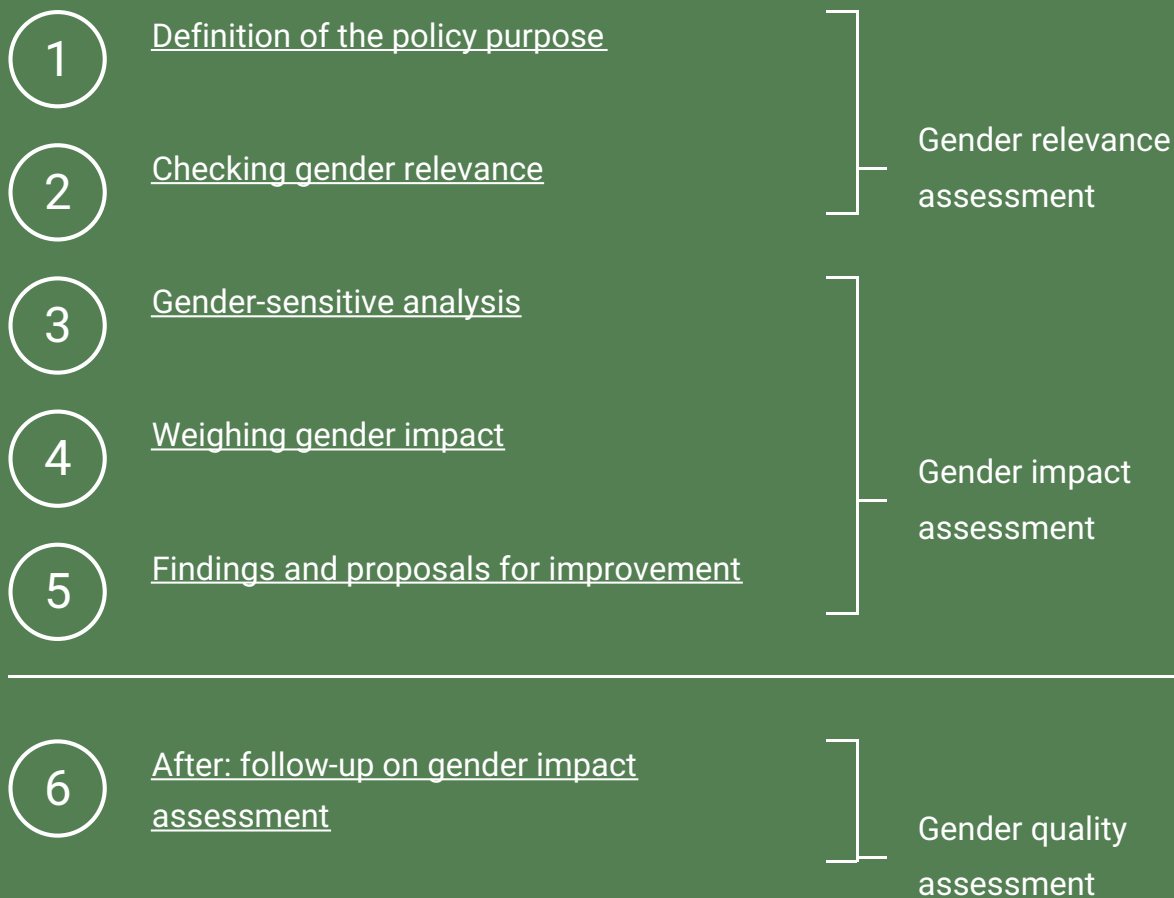 1
Definition of the policy purpose
2
Checking gender relevance
Gender relevance
assessment
3
Gender-sensitive analysis
4
Weighing gender impact
5
Findings and proposals for improvement
Gender impact
assessment
6
After: follow-up on gender impact
assessment
Gender quality
assessment